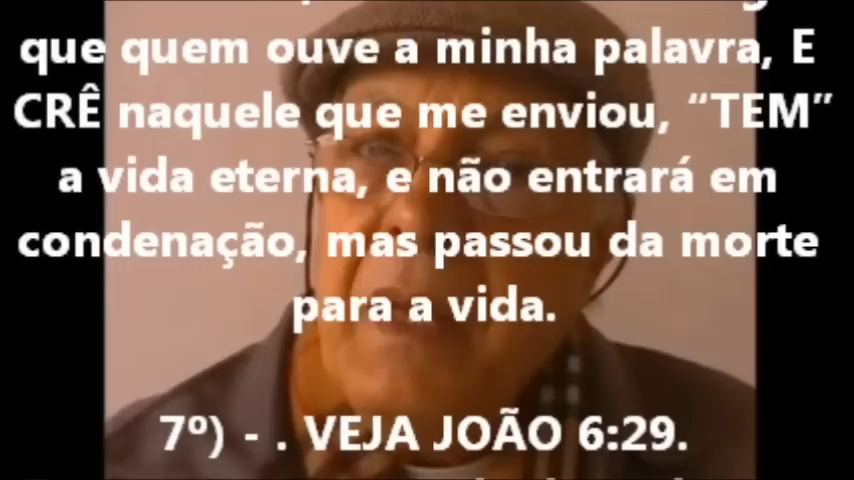 que quem ouve a minha palavra, E
CRÊ naquele que me enviou, “TEM”
a vida eterna, e não entrará em
condenação, mas passou da morte
para a vida.
7º) - . VEJA JOÃO 6:29.